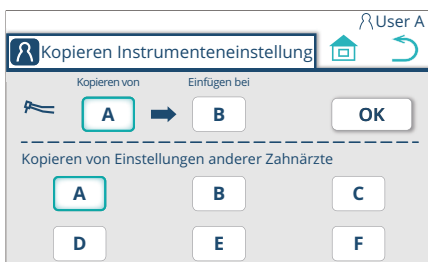 User A
Kopieren Instrumenteneinstellung
Kopieren von Einfügen bei
A B OK
Kopieren von Einstellungen anderer Zahnärzte
A B C
D E F